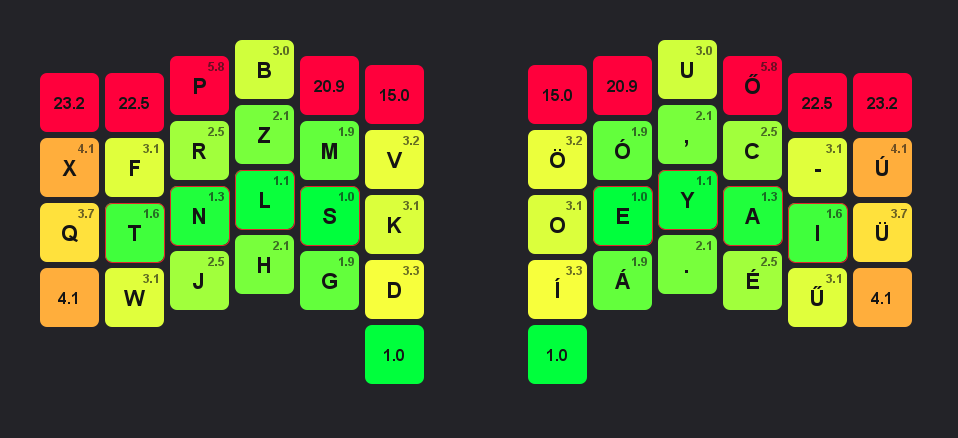 23.2 22.5 P 5.8 B 3.0 20.9 15.0 15.0 20.9 U 3.0 Ő 5.8 22.5 23.2
X 4.1 F 3.1 R 2.5 Z 2.1 M 1.9 V 3.2 Ö 3.2 Ó 1.9 , 2.1 C 2.5 - 3.1 Ú 4.1
Q 3.7 T 1.6 N 1.3 L 1.1 S 1.0 K 3.1 O 3.1 E 1.0 Y 1.1 A 1.3 I 1.6 Ü 3.7
4.1 W 3.1 J 2.5 H 2.1 G 1.9 D 3.3 Í 3.3 Á 1.9 . 2.1 É 2.5 Ű 3.1 4.1
1.0 1.0